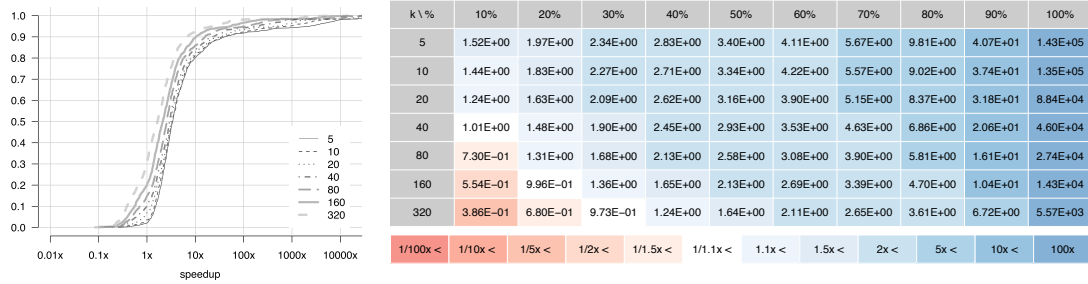 1.0
0.9
0.8
0.7
0.6
0.5
0.4
0.3
0.2
0.1
0.0
5
10
20
40
80
160
320
0.01x 0.1x 1x 10x 100x 1000x 10000x
speedup
k \ % 10% 20% 30% 40% 50% 60% 70% 80% 90% 100%
5 1.52E+00 1.97E+00 2.34E+00 2.83E+00 3.40E+00 4.11E+00 5.67E+00 9.81E+00 4.07E+01 1.43E+05
10 1.44E+00 1.83E+00 2.27E+00 2.71E+00 3.34E+00 4.22E+00 5.57E+00 9.02E+00 3.74E+01 1.35E+05
20 1.24E+00 1.63E+00 2.09E+00 2.62E+00 3.16E+00 3.90E+00 5.15E+00 8.37E+00 3.18E+01 8.84E+04
40 1.01E+00 1.48E+00 1.90E+00 2.45E+00 2.93E+00 3.53E+00 4.63E+00 6.86E+00 2.06E+01 4.60E+04
80 7.30E−01 1.31E+00 1.68E+00 2.13E+00 2.58E+00 3.08E+00 3.90E+00 5.81E+00 1.61E+01 2.74E+04
160 5.54E−01 9.96E−01 1.36E+00 1.65E+00 2.13E+00 2.69E+00 3.39E+00 4.70E+00 1.04E+01 1.43E+04
320 3.86E−01 6.80E−01 9.73E−01 1.24E+00 1.64E+00 2.11E+00 2.65E+00 3.61E+00 6.72E+00 5.57E+03
1/100x < 1/10x < 1/5x < 1/2x < 1/1.5x < 1/1.1x < 1.1x < 1.5x < 2x < 5x < 10x < 100x